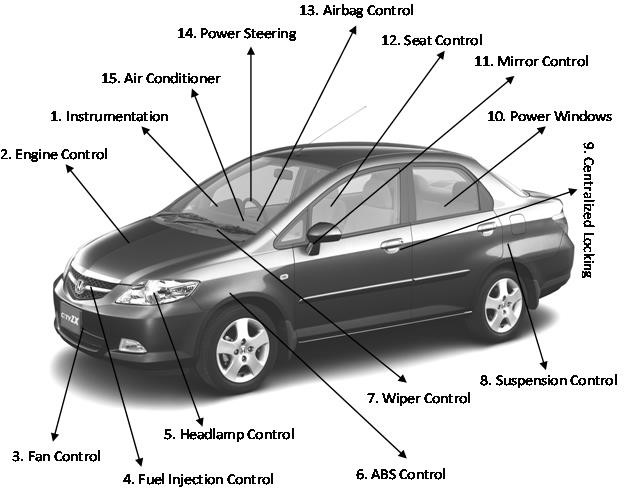 13. Airbag Control
14. Power Steering
12. Seat Control
11. Mirror Control
15. Air Conditioner
1. Instrumentation
10. Power Windows
2. Engine Control
9. Centralized Locking
CITY ZX
8. Suspension Control
7. Wiper Control
5. Headlamp Control
3. Fan Control
4. Fuel Injection Control
6. ABS Control